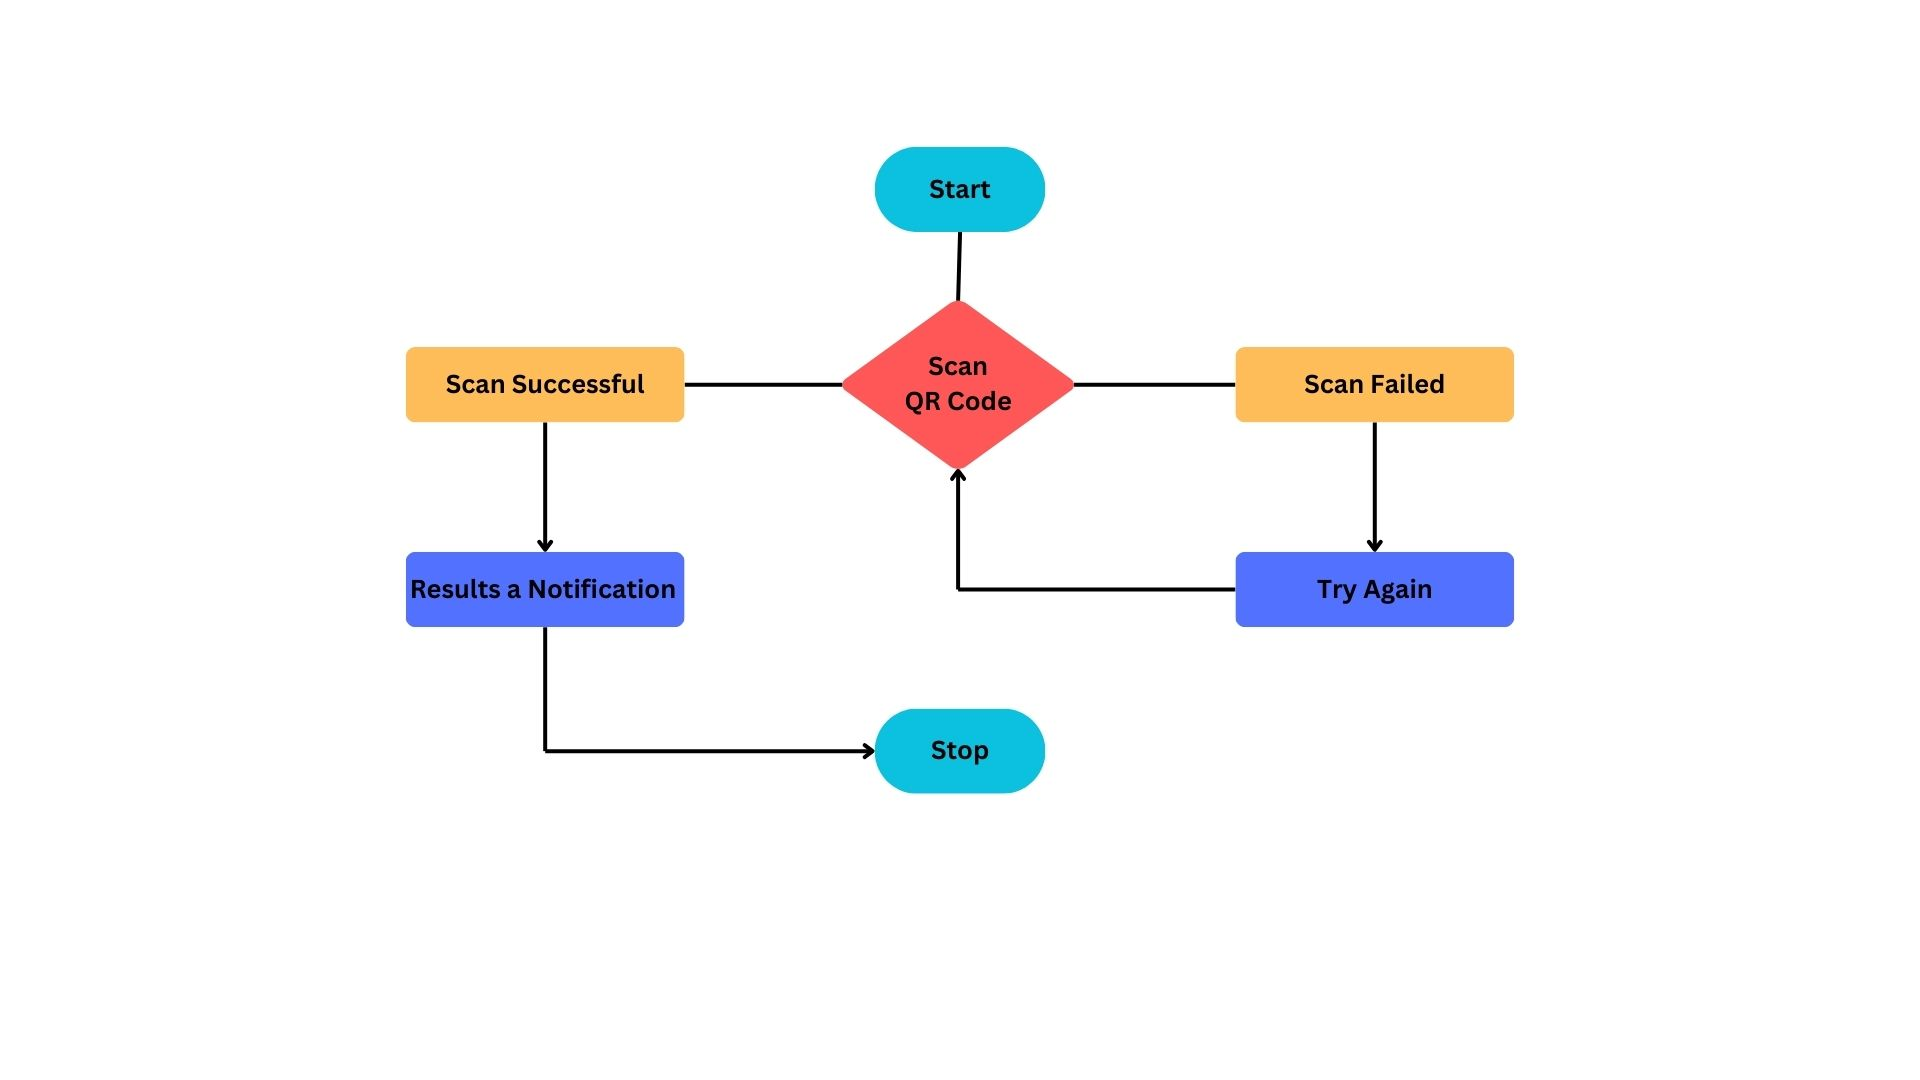 Start
Scan
QR Code
Scan Successful
Scan Failed
Results a Notification
Try Again
Stop